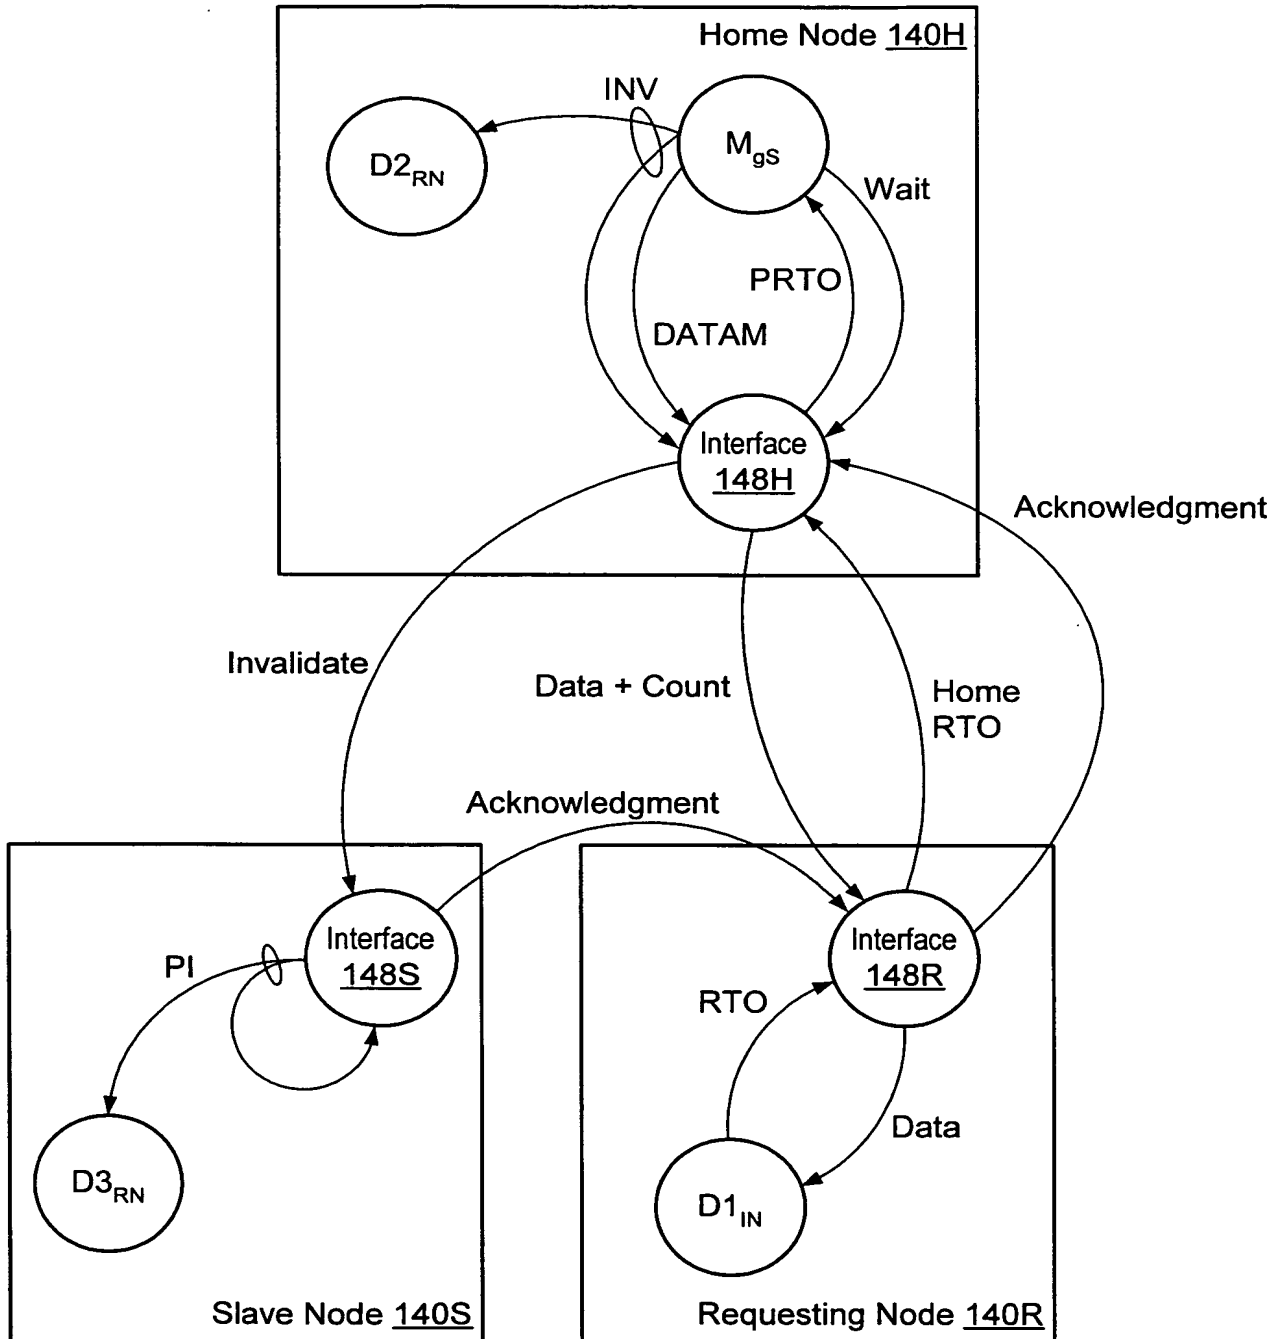 Home Node 140H
INV
D2RN
MgS
Wait
PRTO
DATAM
Interface
148H
Acknowledgment
Invalidate
Data + Count
Home
RTO
Acknowledgment
Interface
148S
PI
Interface
148R
RTO
Data
D3RN
D1IN
Slave Node 140S
Requesting Node 140R